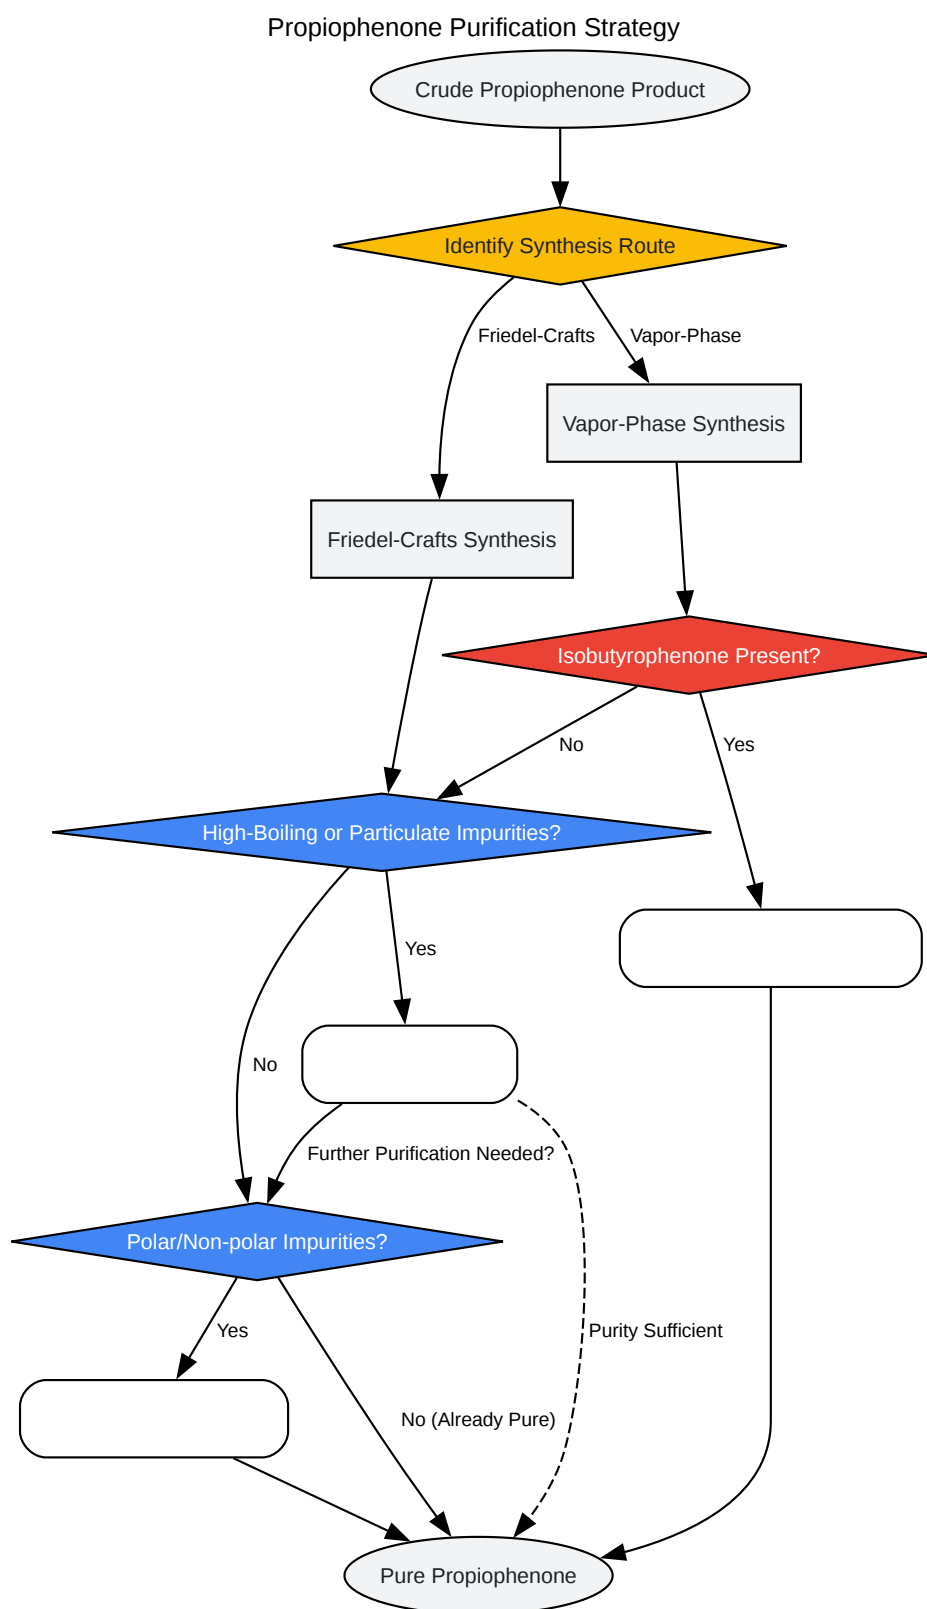 Propiophenone Purification Strategy
Crude Propiophenone Product
Identify Synthesis Route
Friedel-Crafts
Vapor-Phase
Vapor-Phase Synthesis
Friedel-Crafts Synthesis
Isobutyrophenone Present?
No
Yes
High-Boiling or Particulate Impurities?
Yes
No
Further Purification Needed?
Polar/Non-polar Impurities?
Yes
Purity Sufficient
No (Already Pure)
Pure Propiophenone